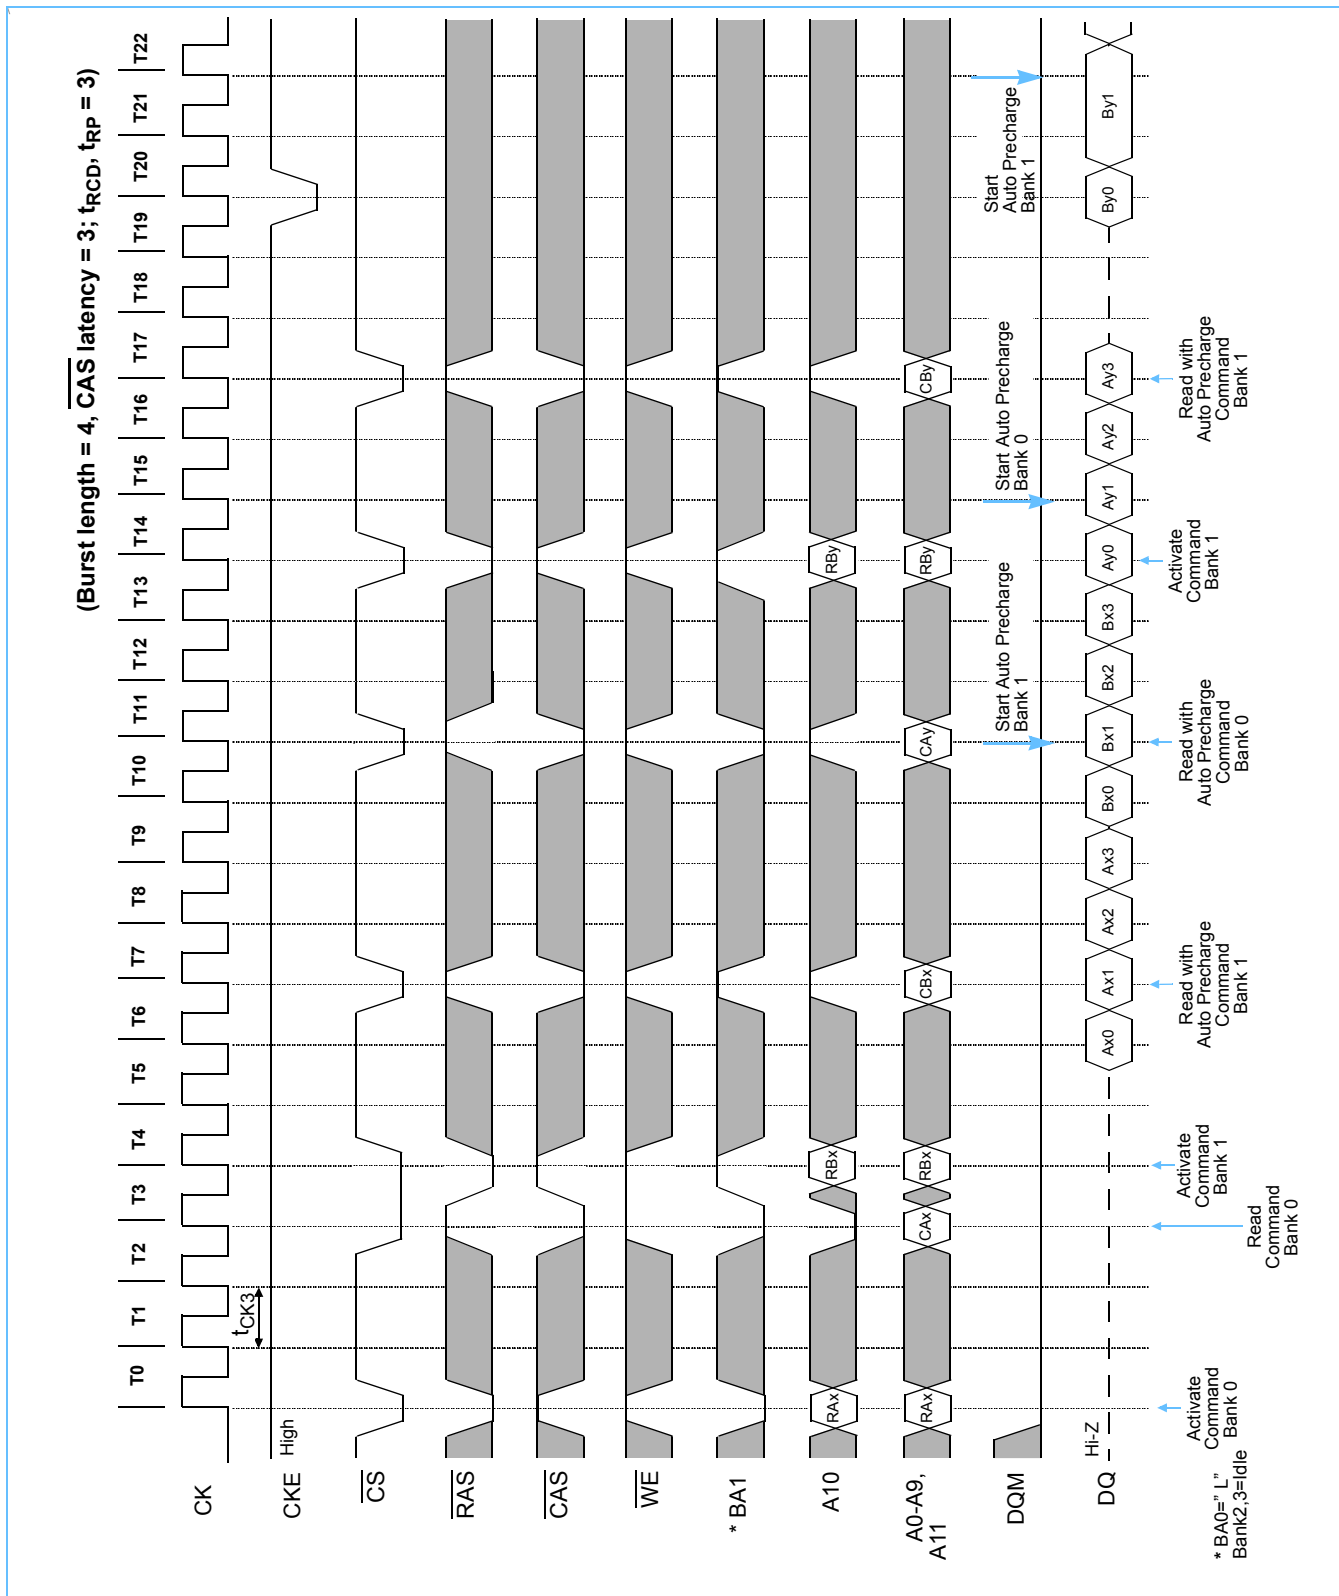 (Burst length = 4, CAS latency = 3; tRCD, tRP = 3)
T0 T1 T2 T3 T4 T5 T6 T7 T8 T9 T10 T11 T12 T13 T14 T15 T16 T17 T18 T19 T20 T21 T22
CK
tCK3
CKE
High
CS
RAS
CAS
WE
* BA1
A10
RAx RBx RBy
A0-A9,
A11
RAx CAx RBx CBx CAy RBy CBy
DQM
Start Auto Precharge
Bank 1
Start Auto Precharge
Bank 0
Start
Auto Precharge
Bank 1
DQ
Hi-Z
Ax0 Ax1 Ax2 Ax3 Bx0 Bx1 Bx2 Bx3 Ay0 Ay1 Ay2 Ay3 By0 By1
Activate
Command
Bank 0
Read
Command
Bank 0
Activate
Command
Bank 1
Read with
Auto Precharge
Command
Bank 1
Read with
Auto Precharge
Command
Bank 0
Activate
Command
Bank 1
Read with
Auto Precharge
Command
Bank 1
* BA0=” L”
Bank2,3=Idle